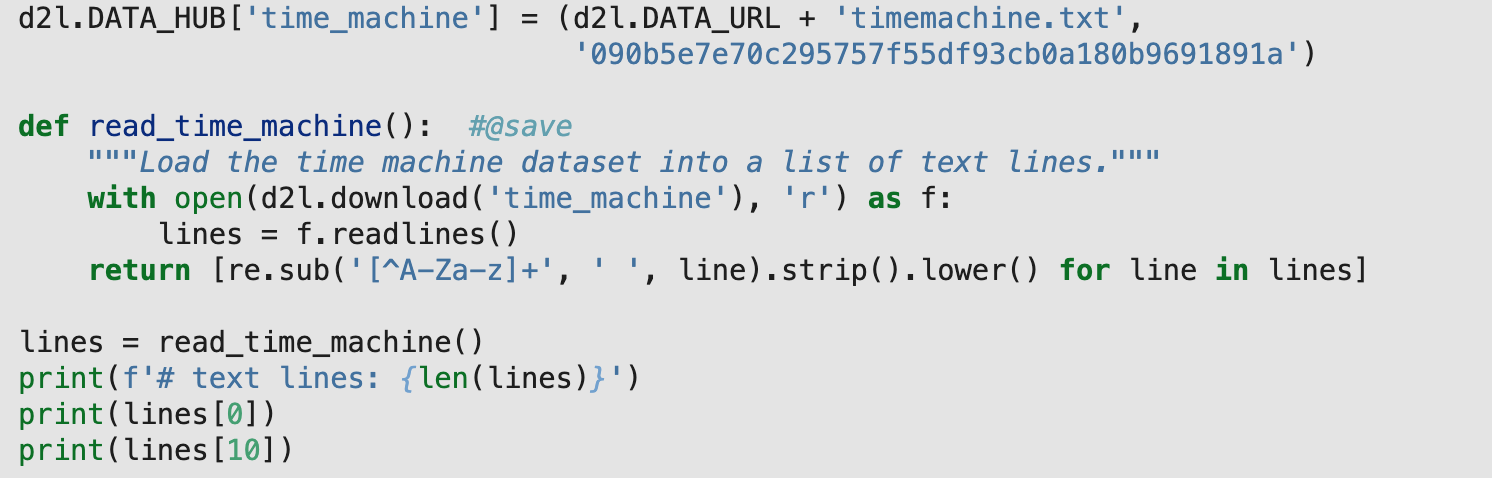 d2l.DATA_HUB['time_machine'] = (d2l.DATA_URL + 'timemachine.txt',
                                '090b5e7e70c295757f55df93cb0a180b9691891a')

def read_time_machine():  #@save
    """Load the time machine dataset into a list of text lines."""
    with open(d2l.download('time_machine'), 'r') as f:
        lines = f.readlines()
    return [re.sub('[^A-Za-z]+', ' ', line).strip().lower() for line in lines]

lines = read_time_machine()
print(f'# text lines: {len(lines)}')
print(lines[0])
print(lines[10])